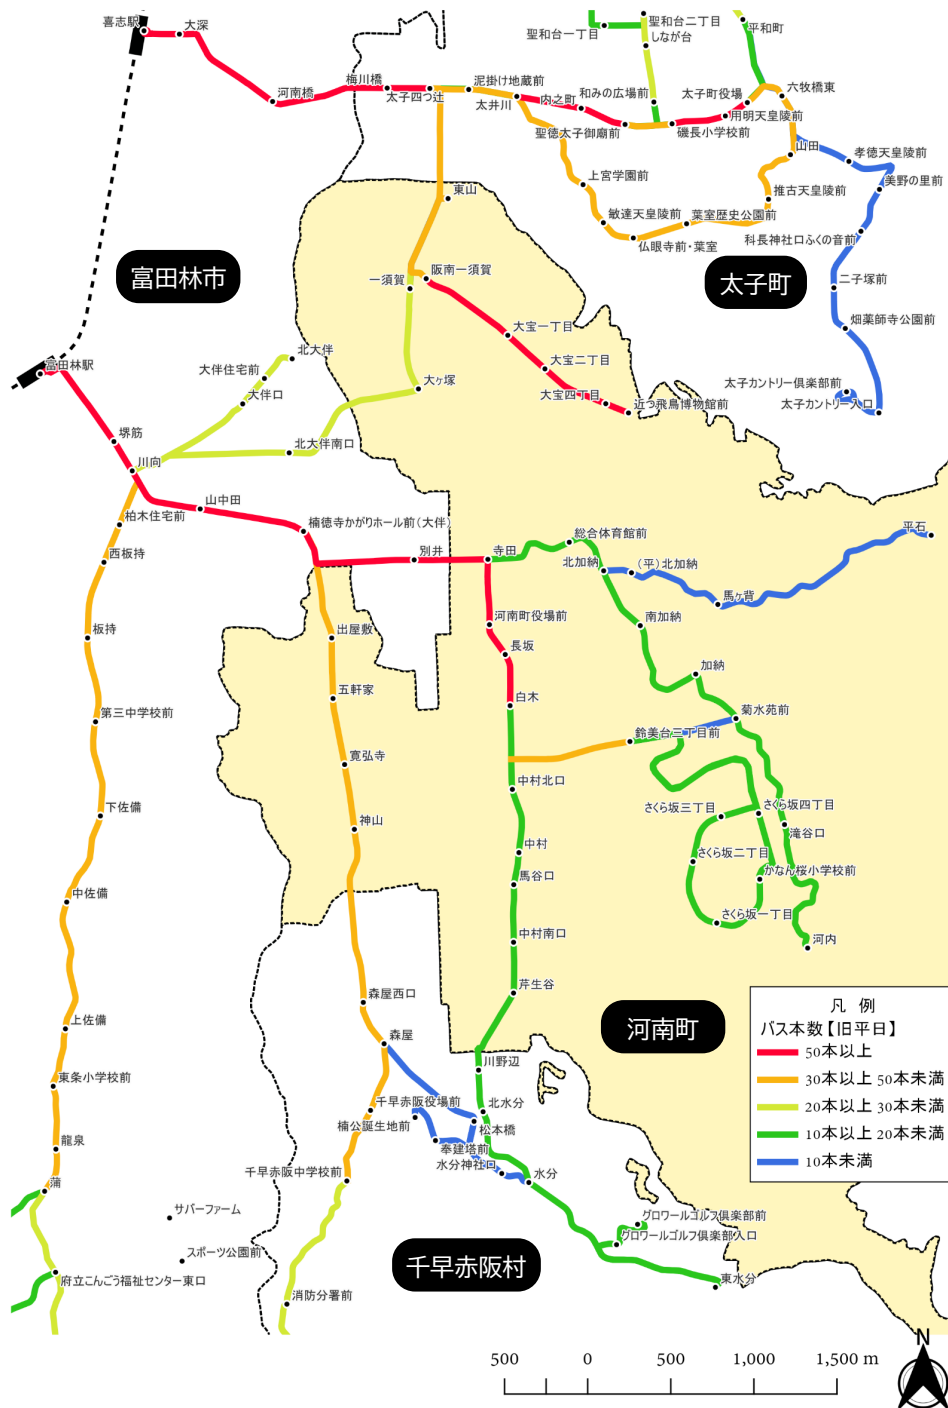 喜志駅
大深
聖和台一丁目
聖和台二丁目
しなが台
平和町
河南橋
梅川橋
太子四つ辻
泥掛け地蔵前
太井川
内之町
和みの広場前
太子町役場
六牧橋東
用明天皇陵前
聖徳太子御廟前
磯長小学校前
山田
孝徳天皇陵前
上宮学園前
美野の里前
推古天皇陵前
東山
敏達天皇陵前
葉室歴史公園前
仏眼寺前・葉室
科長神社口ふくの音前
富田林市
太子町
一須賀
阪南一須賀
二子塚前
畑薬師寺公園前
大宝一丁目
北大伴
大伴住宅前
大伴口
富田林駅
大宝二丁目
大ヶ塚
大宝四丁目
近つ飛鳥博物館前
太子カントリー倶楽部前
太子カントリー入口
堺筋
北大伴南口
川向
山中田
柏木住宅前
楠徳寺かがりホール前(大伴)
西板持
別井
寺田
総合体育館前
平石
北加納
(平)北加納
馬ヶ背
板持
出屋敷
河南町役場前
南加納
長坂
加納
五軒家
白木
第三中学校前
菊水苑前
鈴美台三丁目前
寛弘寺
中村北口
下佐備
神山
さくら坂三丁目
さくら坂四丁目
滝谷口
中村
さくら坂二丁目
かなん桜小学校前
馬谷口
中佐備
さくら坂一丁目
中村南口
河内
芹生谷
森屋西口
上佐備
森屋
河南町
凡 例
バス本数【旧平日】
50本以上
30本以上 50本未満
20本以上 30本未満
10本以上 20本未満
10本未満
川野辺
東条小学校前
千早赤阪役場前
北水分
楠公誕生地前
松本橋
龍泉
奉建塔前
水分神社口
千早赤阪中学校前
水分
蒲
サバーファーム
グロワールゴルフ倶楽部前
グロワールゴルフ倶楽部入口
スポーツ公園前
千早赤阪村
府立こんごう福祉センター東口
東水分
消防分署前
N
500 0 500 1,000 1,500 m